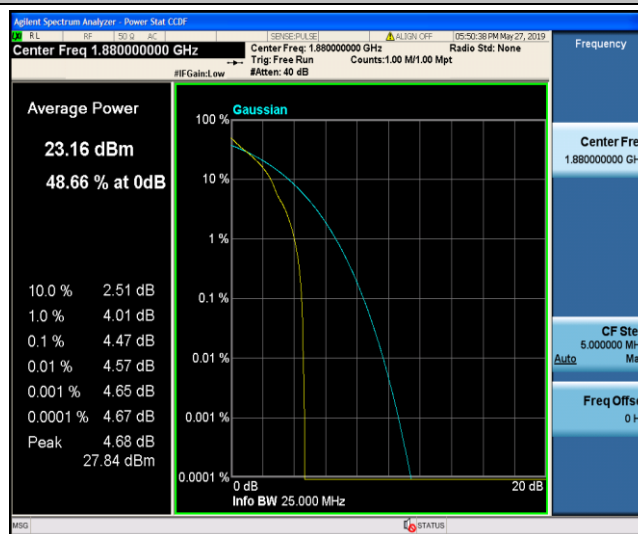 Agilent Spectrum Analyzer - Power Stat CCDF
RL RF 50 Ω AC SENSE:PULSE ALIGN OFF 05:50:38 PM May 27, 2019
Center Freq 1.880000000 GHz
Center Freq: 1.880000000 GHz Radio Std: None
Trig: Free Run Counts:1.00 M/1.00 Mpt
#IFGain:Low #Atten: 40 dB
Frequency
Average Power
23.16 dBm
48.66 % at 0dB
10.0 % 2.51 dB
1.0 % 4.01 dB
0.1 % 4.47 dB
0.01 % 4.57 dB
0.001 % 4.65 dB
0.0001 % 4.67 dB
Peak 4.68 dB
27.84 dBm
Gaussian
100 %
10 %
1 %
0.1 %
0.01 %
0.001 %
0.0001 %
0 dB 20 dB
Info BW 25.000 MHz
Center Fre
1.880000000 GH
CF Ste
5.000000 MH
Auto Ma
Freq Offs
0 H
MSG STATUS